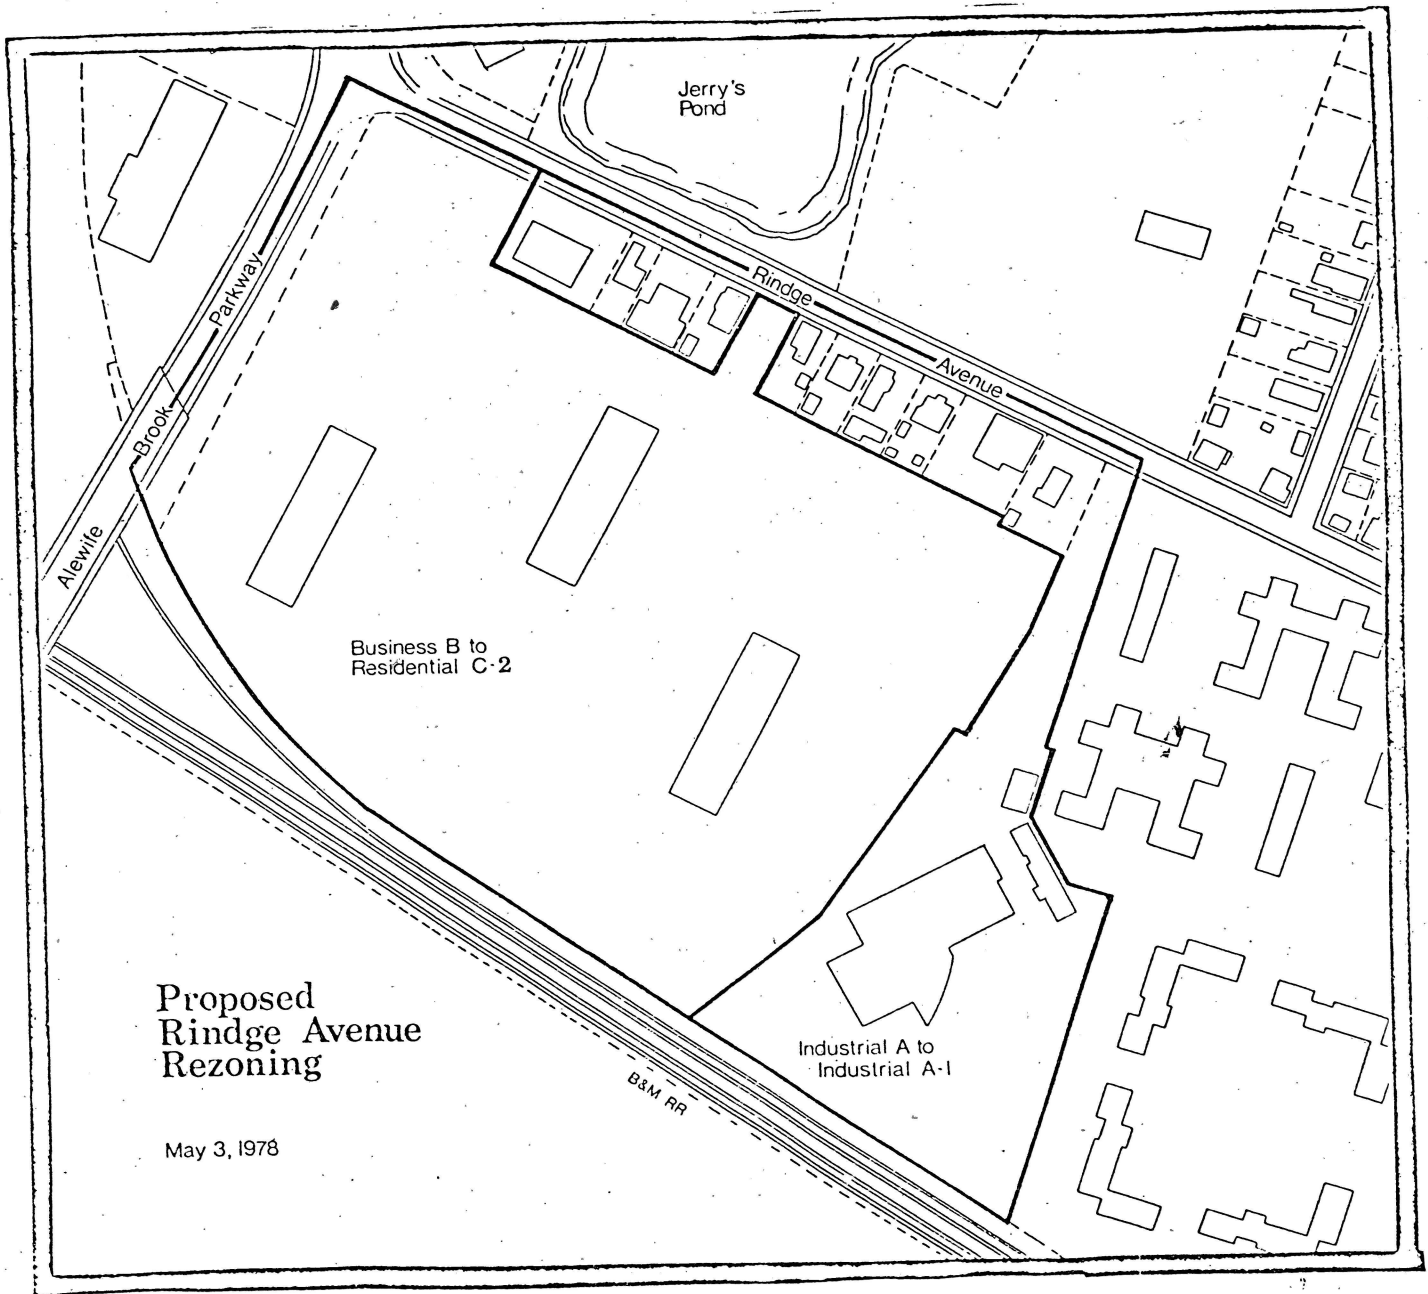 Jerry's
Pond
Parkway
Rindge
Avenue
Brook
Alewife
Business B to
Residential C-2
Proposed
Rindge Avenue
Rezoning
Industrial A to
Industrial A-1
B&M RR
May 3, 1978